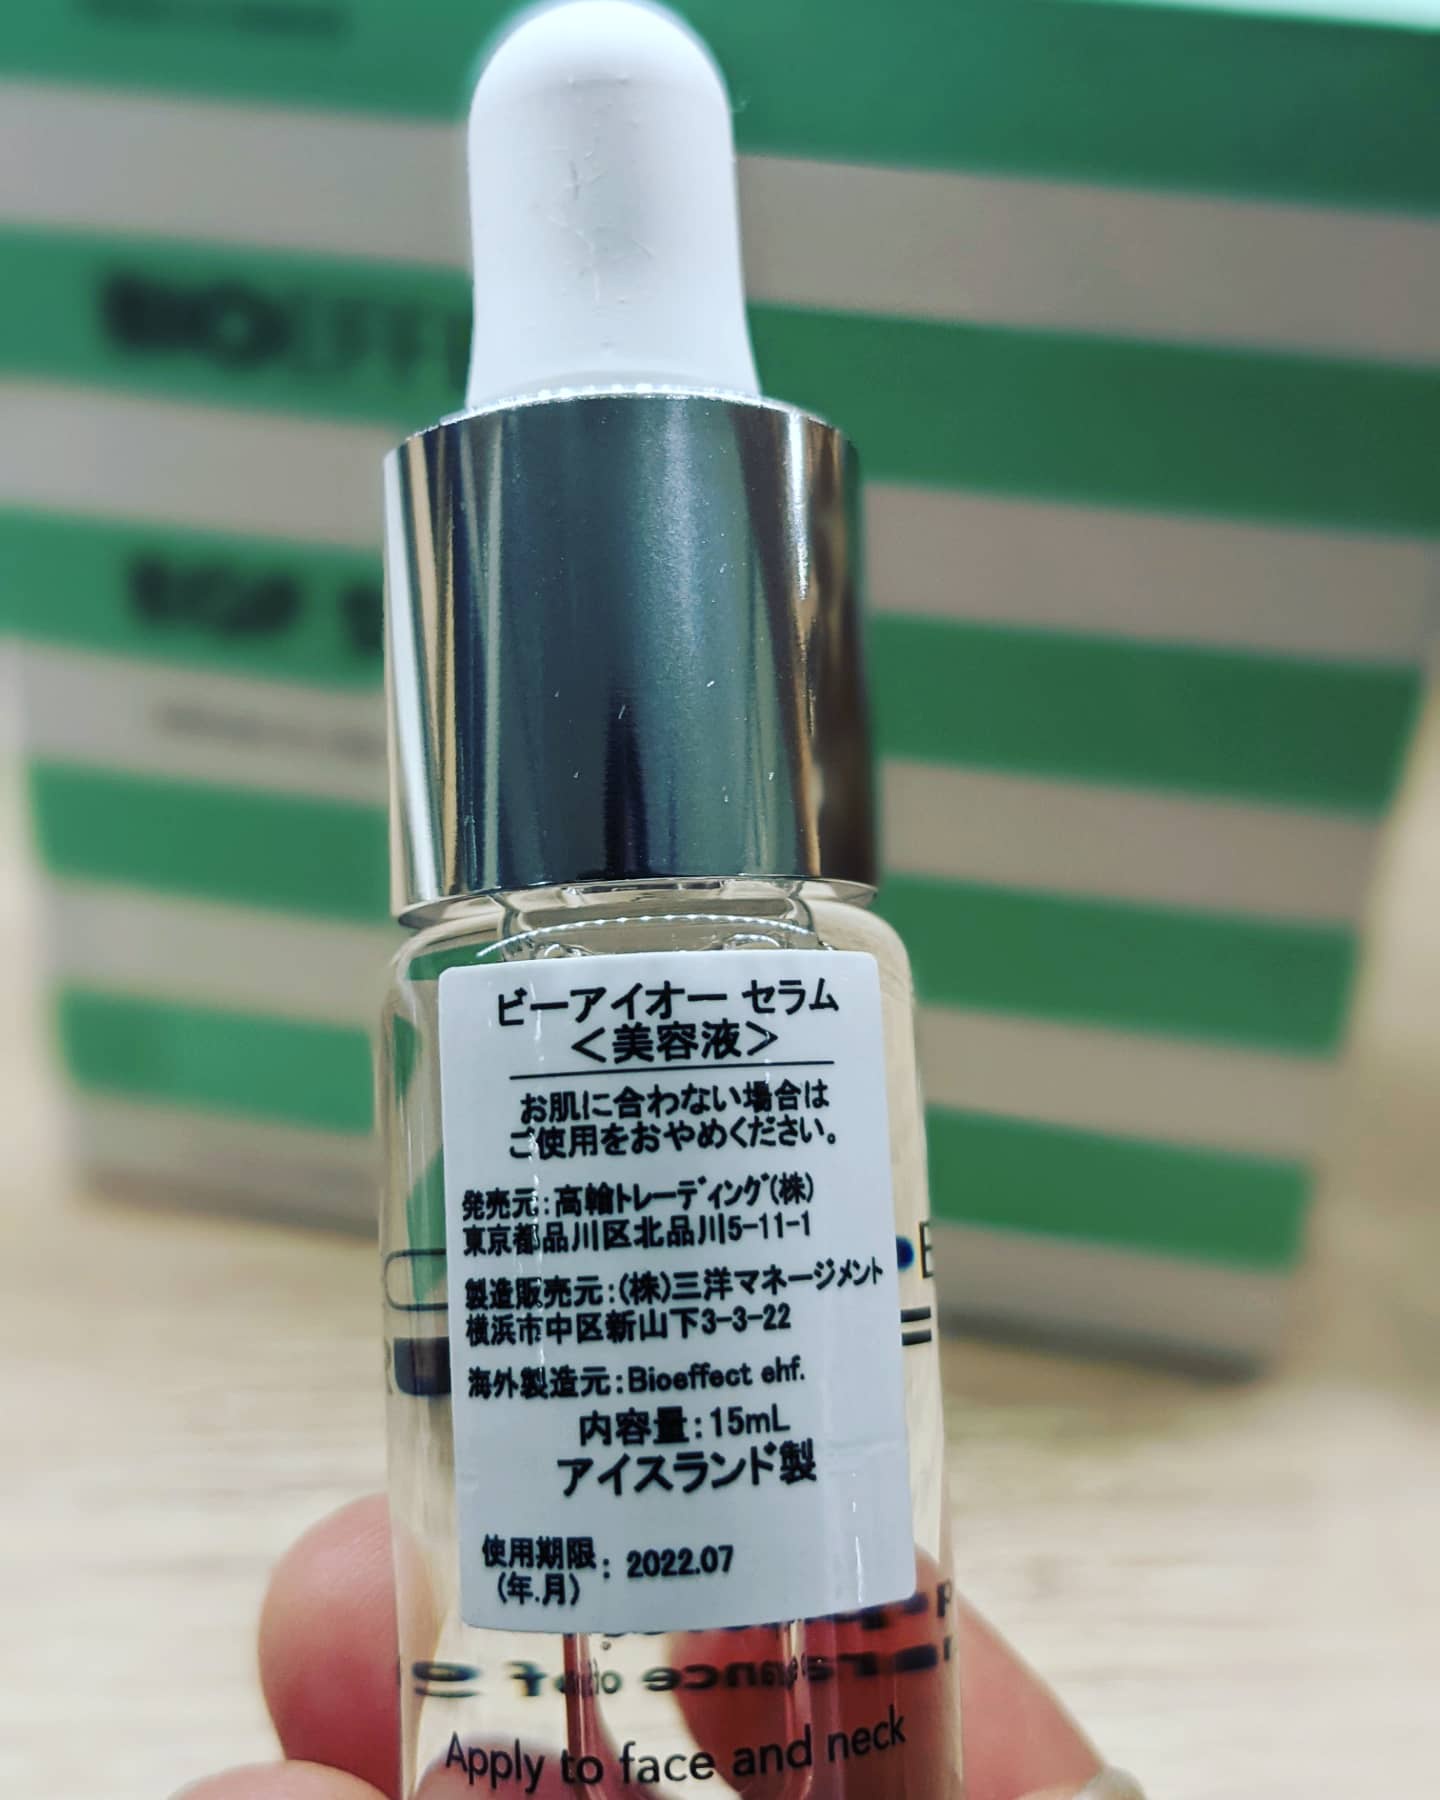 BIOEFFE
ビーアイオー セラム
＜美容液＞
お肌に合わない場合は
ご使用をおやめください。
発売元：高輪トレーディング(株)
東京都品川区北品川5-11-1
製造販売元：(株)三洋マネージメント
横浜市中区新山下3-3-22
海外製造元：Bioeffect ehf.
内容量：15mL
アイスランド製
使用期限
(年.月)
：2022.07
Apply to face and neck